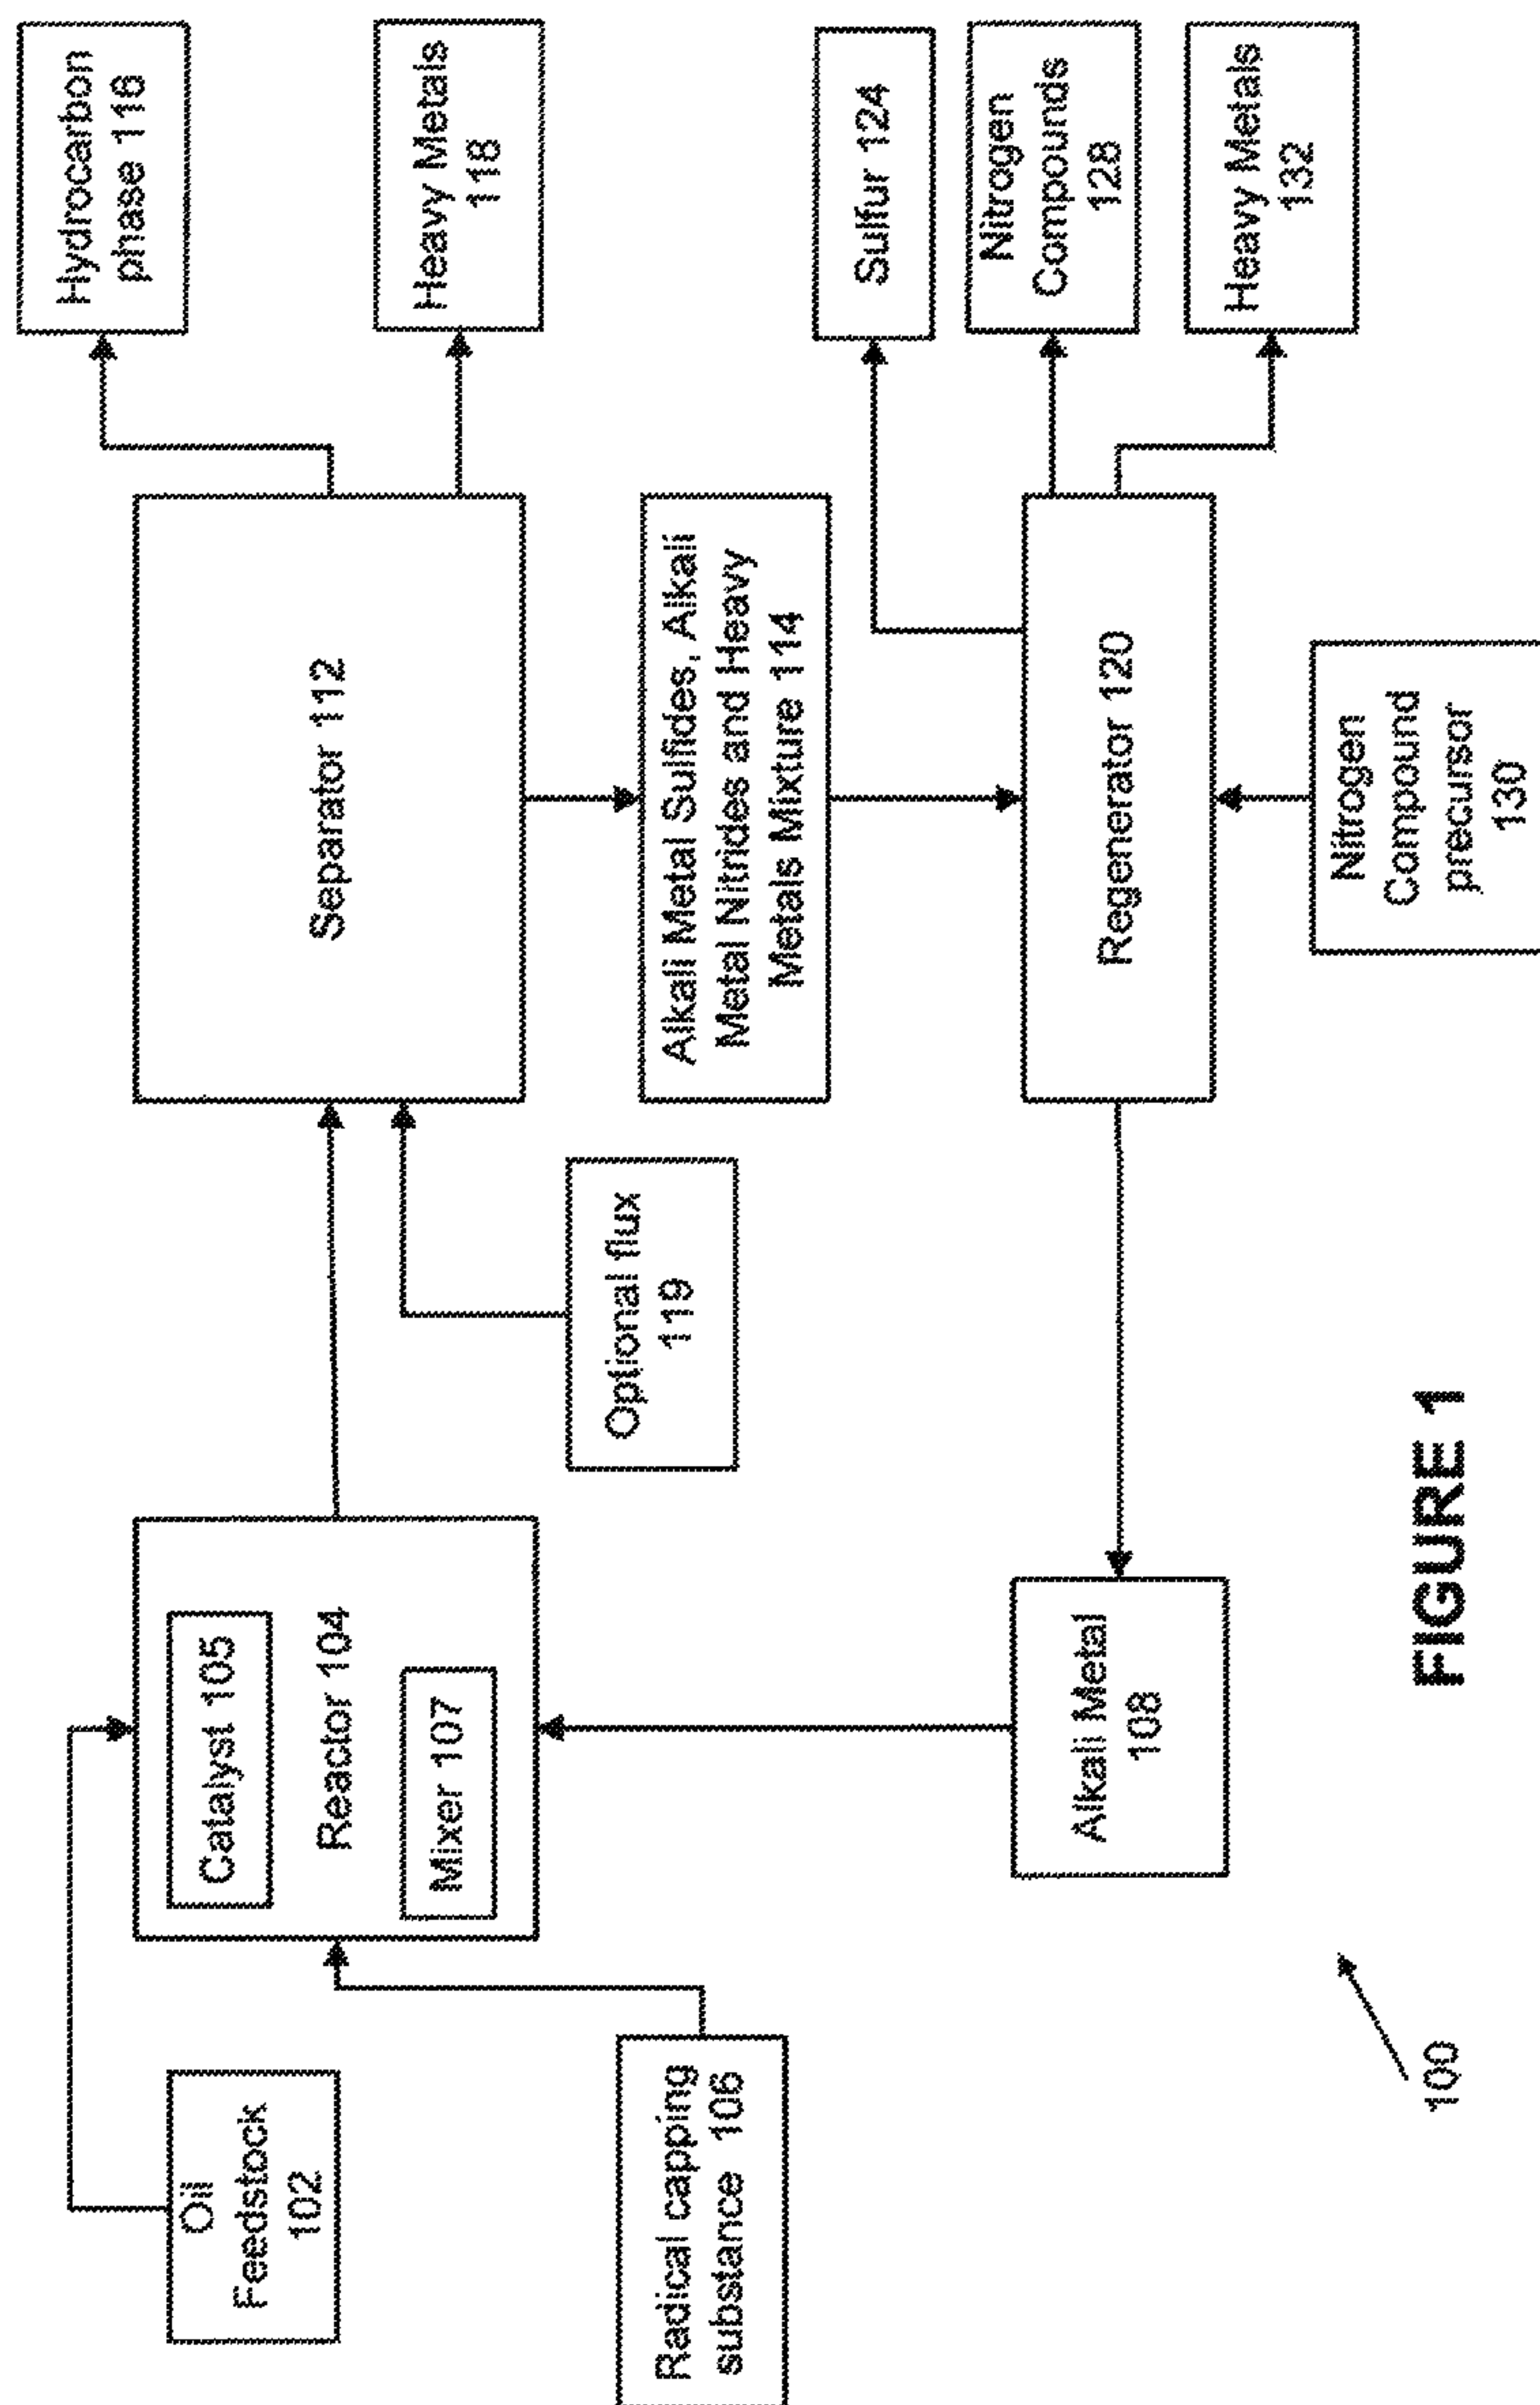 Oil
Feedstock
102
Catalyst 105
Reactor 104
Mixer 107
Radical capping
substance 106
Optional flux
119
Separator 112
Hydrocarbon
phase 116
Heavy Metals
118
Alkali Metal Sulfides, Alkali
Metal Nitrides and Heavy
Metals Mixture 114
Sulfur 124
Nitrogen
Compounds
128
Heavy Metals
132
Alkali Metal
108
Regenerator 120
Nitrogen
Compound
precursor
130
100
FIGURE 1